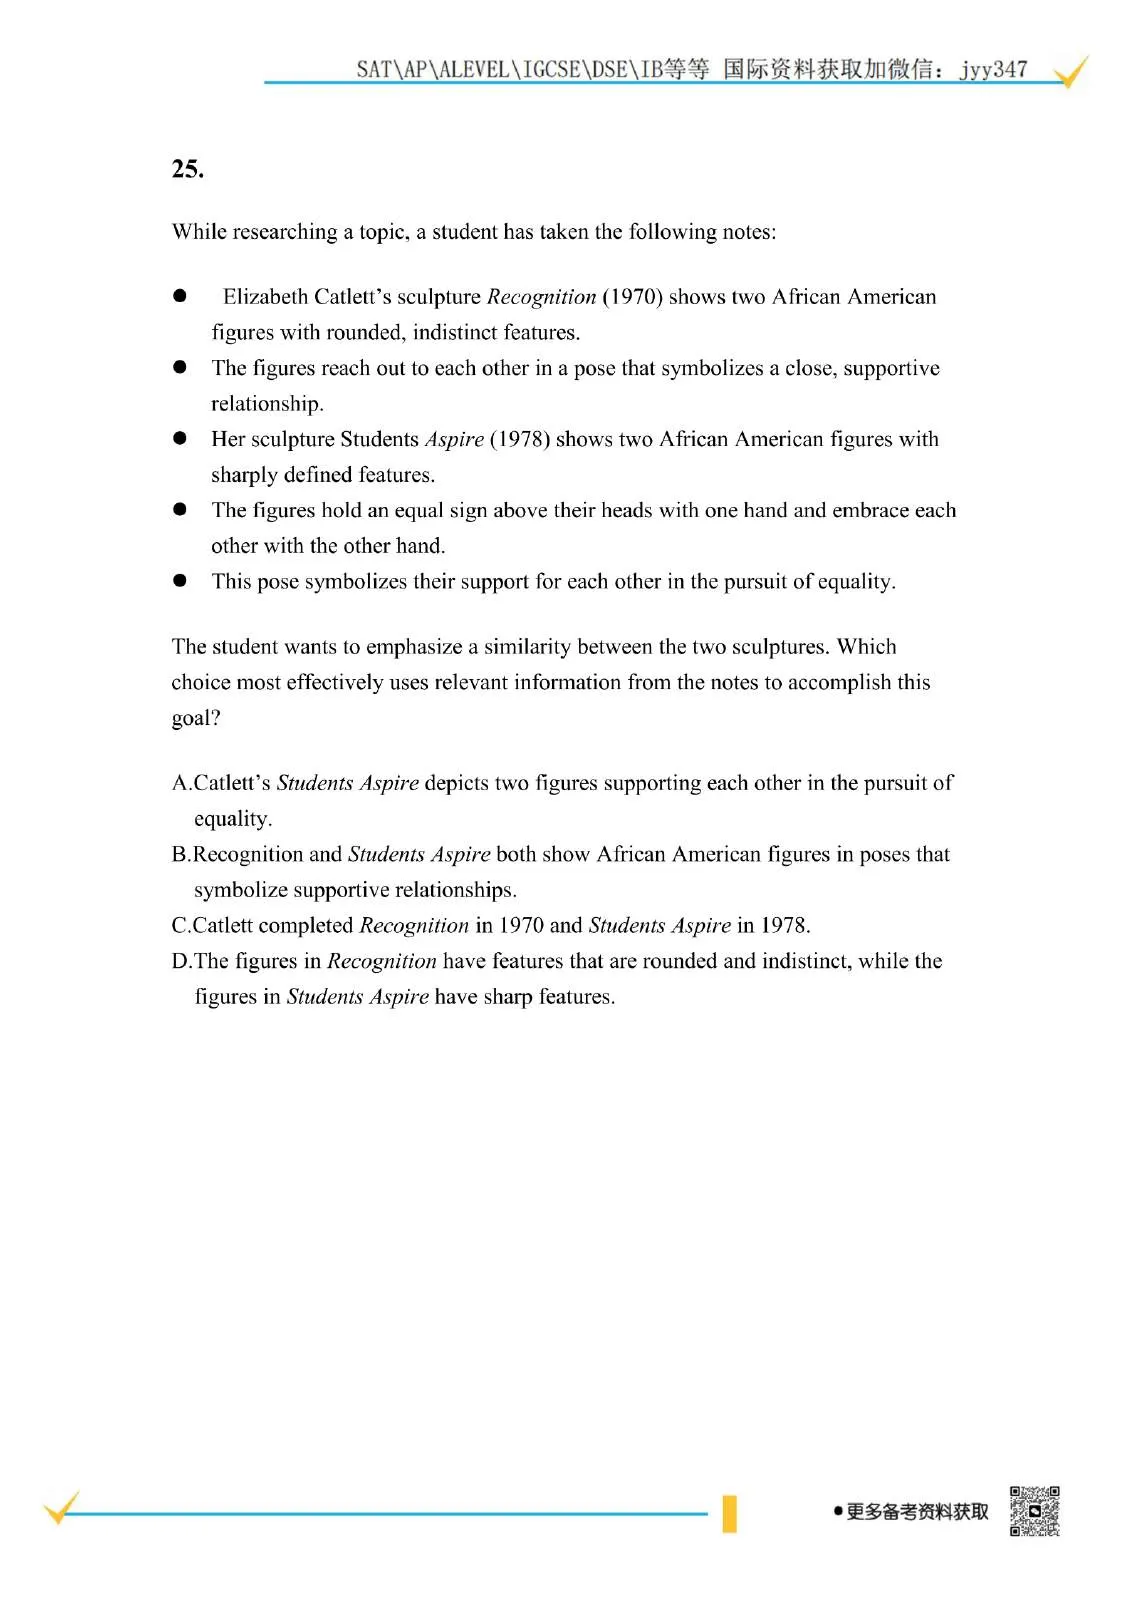 SAT\AP\ALEVEL\IGCSE\DSE\IB等等 国际资料获取加微信：jyy347
25.
While researching a topic, a student has taken the following notes:
● Elizabeth Catlett’s sculpture Recognition (1970) shows two African American
figures with rounded, indistinct features.
● The figures reach out to each other in a pose that symbolizes a close, supportive
relationship.
● Her sculpture Students Aspire (1978) shows two African American figures with
sharply defined features.
● The figures hold an equal sign above their heads with one hand and embrace each
other with the other hand.
● This pose symbolizes their support for each other in the pursuit of equality.
The student wants to emphasize a similarity between the two sculptures. Which
choice most effectively uses relevant information from the notes to accomplish this
goal?
A.Catlett’s Students Aspire depicts two figures supporting each other in the pursuit of
equality.
B.Recognition and Students Aspire both show African American figures in poses that
symbolize supportive relationships.
C.Catlett completed Recognition in 1970 and Students Aspire in 1978.
D.The figures in Recognition have features that are rounded and indistinct, while the
figures in Students Aspire have sharp features.
●更多备考资料获取